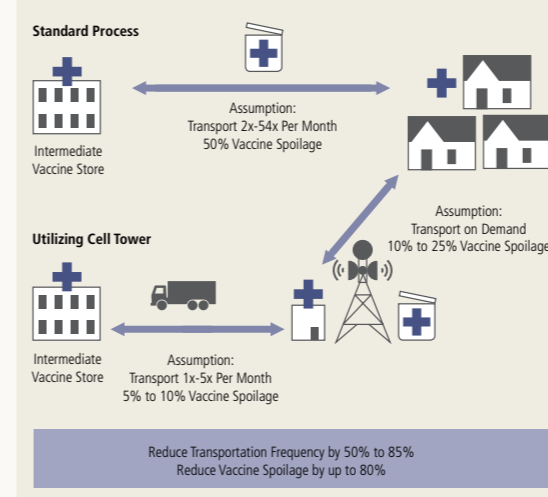 Standard Process
Assumption:
Transport 2x-54x Per Month
50% Vaccine Spoilage
Intermediate
Vaccine Store
Assumption:
Transport on Demand
10% to 25% Vaccine Spoilage
Utilizing Cell Tower
Intermediate
Vaccine Store
Assumption:
Transport 1x-5x Per Month
5% to 10% Vaccine Spoilage
Reduce Transportation Frequency by 50% to 85%
Reduce Vaccine Spoilage by up to 80%